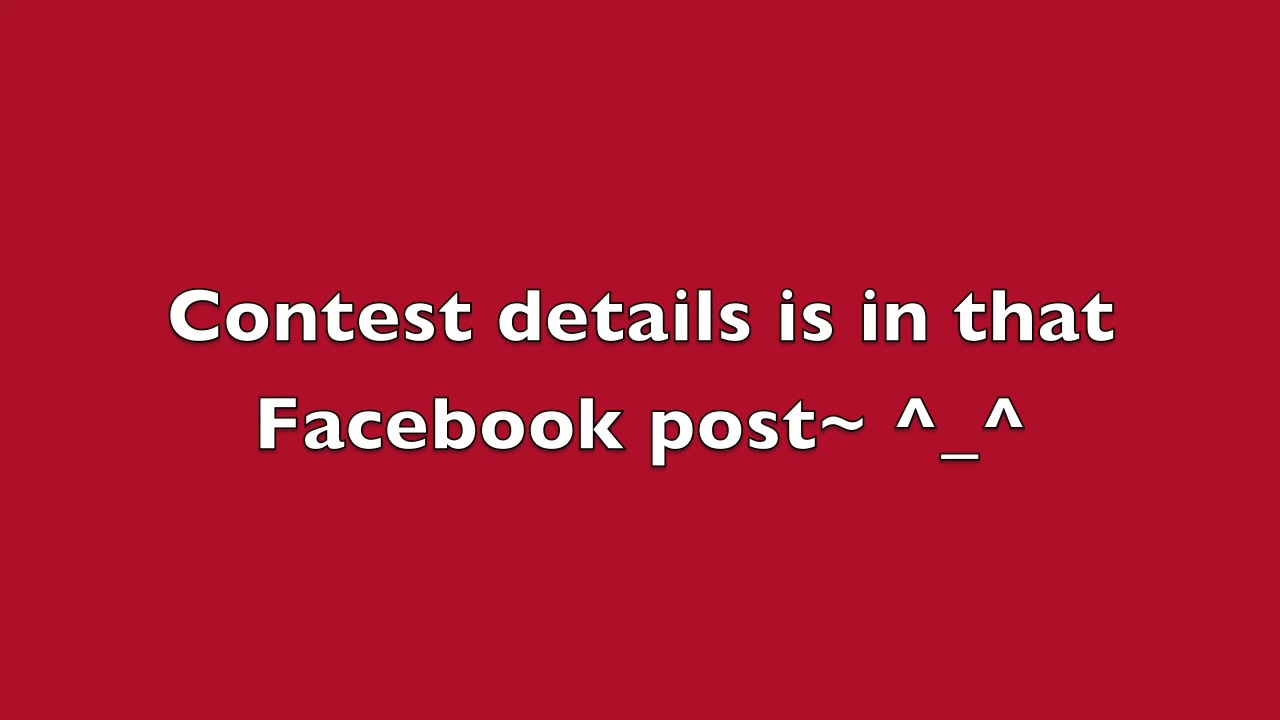 Contest details is in that
Facebook post~ ^_^